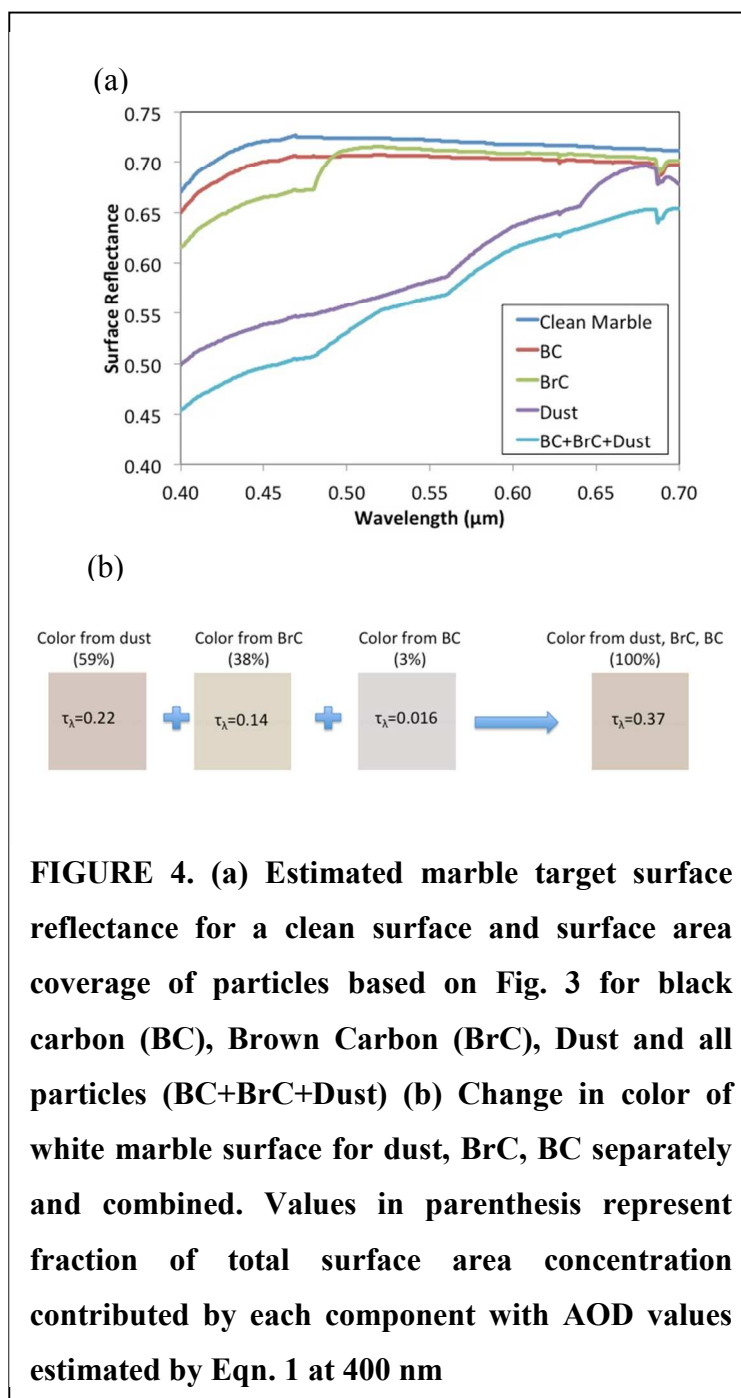 (a)
0.75
0.70
0.65
0.60
0.55
0.50
0.45
0.40
Surface Reflectance
Clean Marble
BC
BrC
Dust
BC+BrC+Dust
0.40 0.45 0.50 0.55 0.60 0.65 0.70
Wavelength (μm)
(b)
Color from dust Color from BrC Color from BC Color from dust, BrC, BC
(59%) (38%) (3%) (100%)
τλ=0.22 τλ=0.14 τλ=0.016 τλ=0.37
FIGURE 4. (a) Estimated marble target surface
reflectance for a clean surface and surface area
coverage of particles based on Fig. 3 for black
carbon (BC), Brown Carbon (BrC), Dust and all
particles (BC+BrC+Dust) (b) Change in color of
white marble surface for dust, BrC, BC separately
and combined. Values in parenthesis represent
fraction of total surface area concentration
contributed by each component with AOD values
estimated by Eqn. 1 at 400 nm